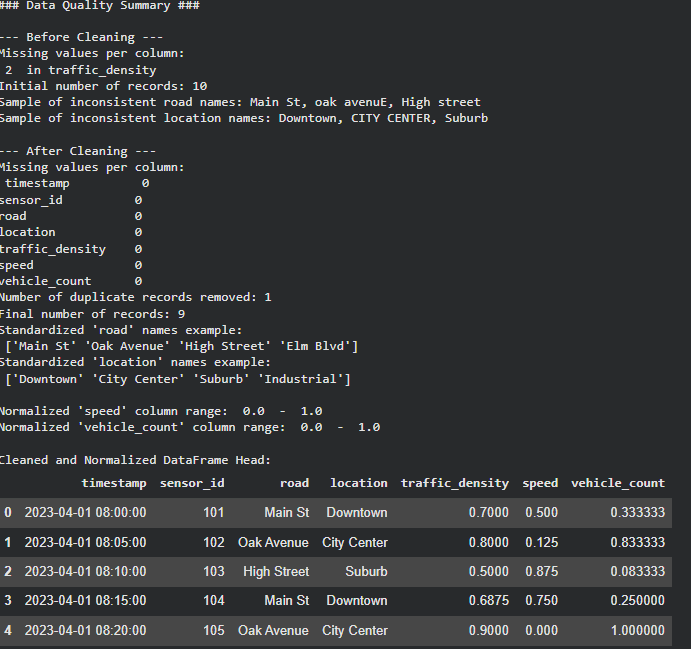 ### Data Quality Summary ###
--- Before Cleaning ---
Missing values per column:
2 in traffic_density
Initial number of records: 10
Sample of inconsistent road names: Main St, oak avenuE, High street
Sample of inconsistent location names: Downtown, CITY CENTER, Suburb
--- After Cleaning ---
Missing values per column:
timestamp 0
sensor_id 0
road 0
location 0
traffic_density 0
speed 0
vehicle_count 0
Number of duplicate records removed: 1
Final number of records: 9
Standardized 'road' names example:
['Main St' 'Oak Avenue' 'High Street' 'Elm Blvd']
Standardized 'location' names example:
['Downtown' 'City Center' 'Suburb' 'Industrial']
Normalized 'speed' column range: 0.0 - 1.0
Normalized 'vehicle_count' column range: 0.0 - 1.0
Cleaned and Normalized DataFrame Head:
timestamp sensor_id road location traffic_density speed vehicle_count
0 2023-04-01 08:00:00 101 Main St Downtown 0.7000 0.500 0.333333
1 2023-04-01 08:05:00 102 Oak Avenue City Center 0.8000 0.125 0.833333
2 2023-04-01 08:10:00 103 High Street Suburb 0.5000 0.875 0.083333
3 2023-04-01 08:15:00 104 Main St Downtown 0.6875 0.750 0.250000
4 2023-04-01 08:20:00 105 Oak Avenue City Center 0.9000 0.000 1.000000